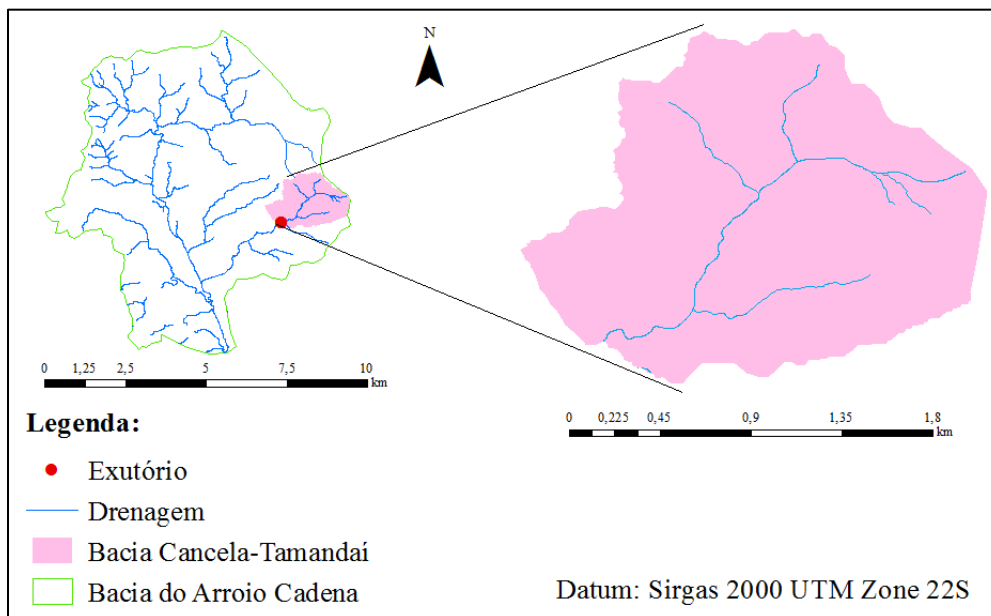 N
0 1,25 2,5 5 7,5 10
km
0 0,225 0,45 0,9 1,35 1,8
km
Legenda:
Exutório
Drenagem
Bacia Cancela-Tamandaí
Bacia do Arroio Cadena
Datum: Sirgas 2000 UTM Zone 22S